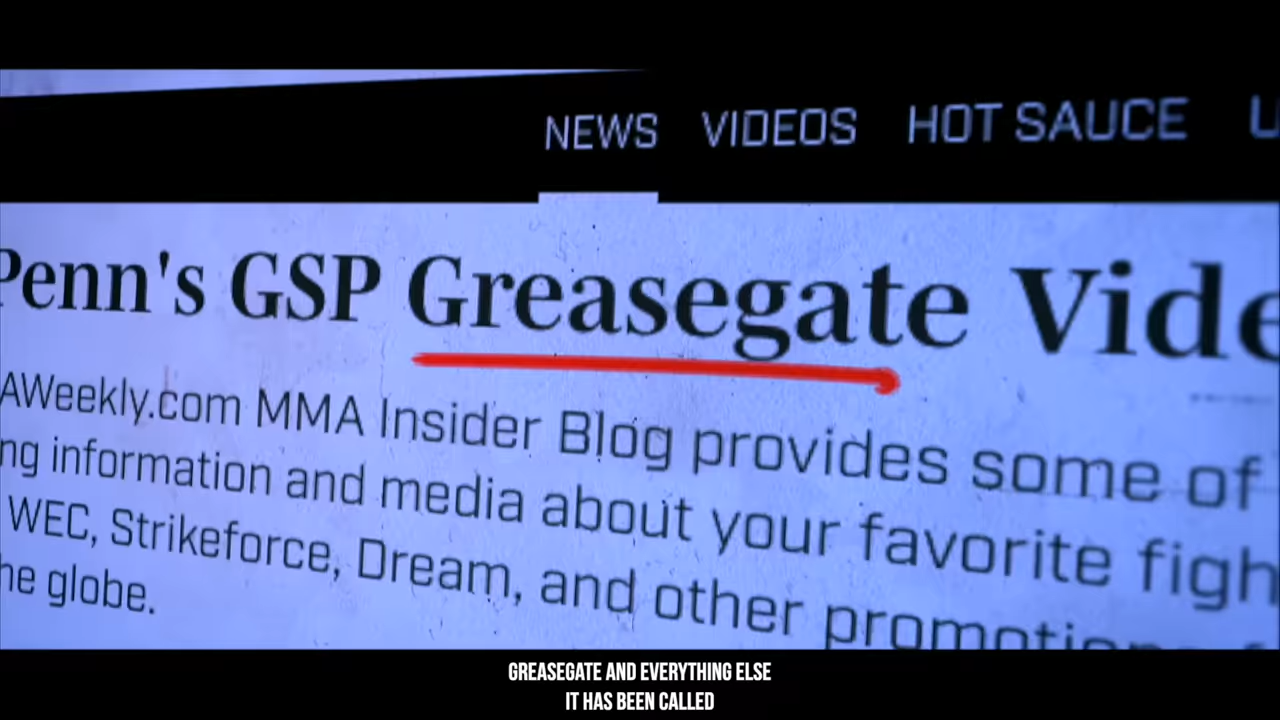 NEWS VIDEOS HOT SAUCE
Penn's GSP Greasegate
AWeekly.com MMA Insider Blog provides some of
ng information and media about your favorite figh
WEC, Strikeforce, Dream, and other promotion
he globe.
GREASEGATE AND EVERYTHING ELSE
IT HAS BEEN CALLED